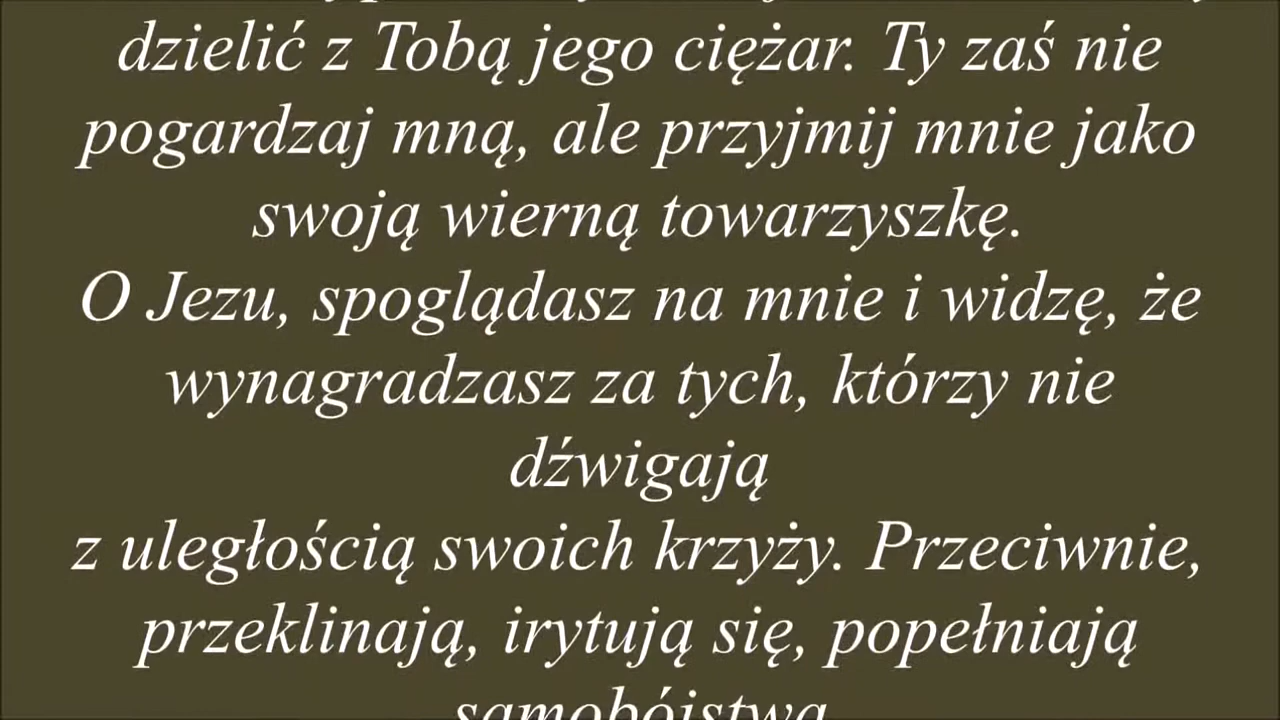 dzielić z Tobą jego ciężar. Ty zaś nie
pogardzaj mną, ale przyjmij mnie jako
swoją wierną towarzyszkę.
O Jezu, spoglądasz na mnie i widzę, że
wynagradzasz za tych, którzy nie
dźwigają
z uległością swoich krzyży. Przeciwnie,
przeklinają, irytują się, popełniają
samobójstwa